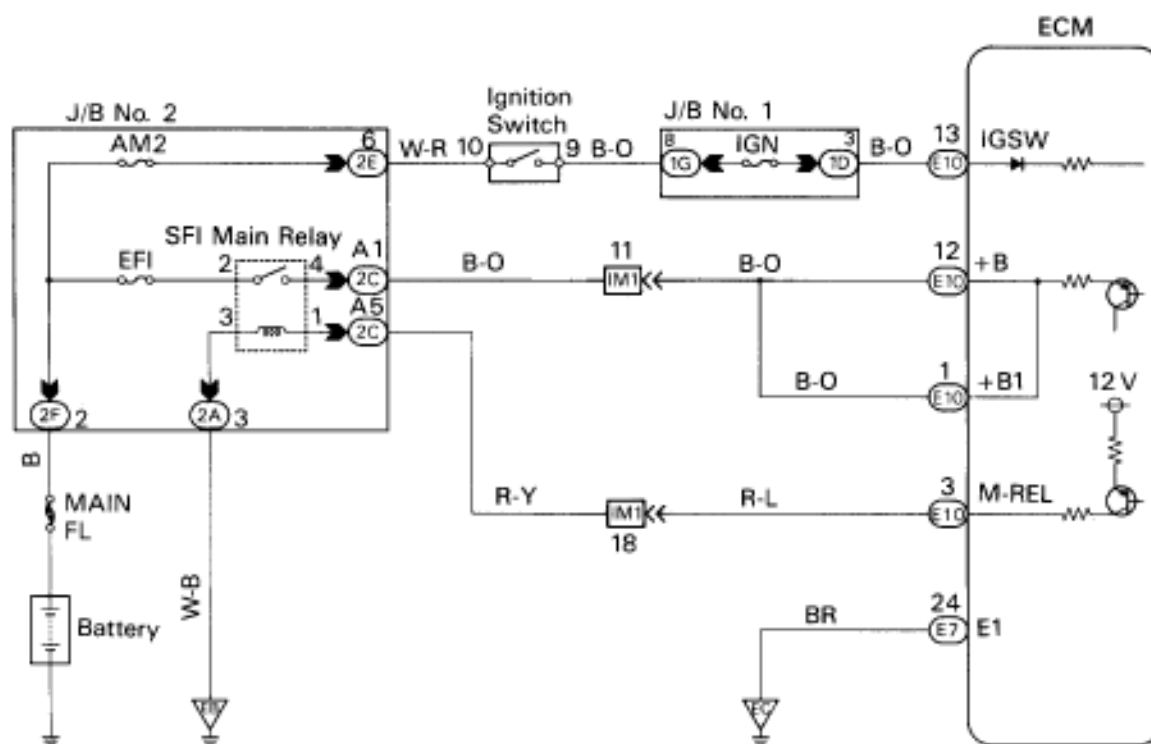 ECM
J/B No. 2
Ignition
Switch
J/B No. 1
AM2
6
2E
W-R
10
9
B-O
8
1G
IGN
3
1D
B-O
13
E10
IGSW
SFI Main Relay
EFI
2
4
A1
2C
B-O
11
IM1
B-O
12
E10
+B
3
1
A5
2C
B-O
1
E10
+B1
12 V
2F
2
2A
3
B
MAIN
FL
R-Y
IM1
18
R-L
3
E10
M-REL
W-B
Battery
BR
24
E7
E1
EC